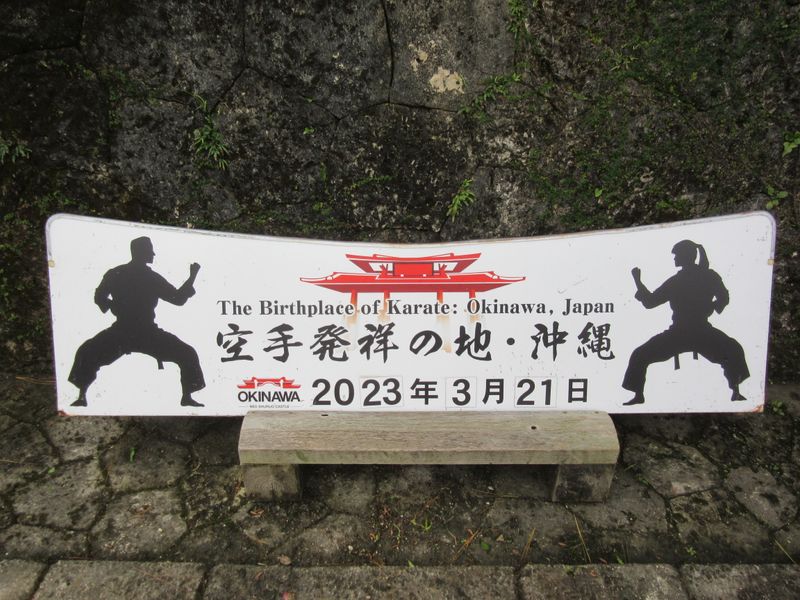 The Birthplace of Karate: Okinawa, Japan
空手発祥の地・沖縄
OKINAWA 2023年3月21日